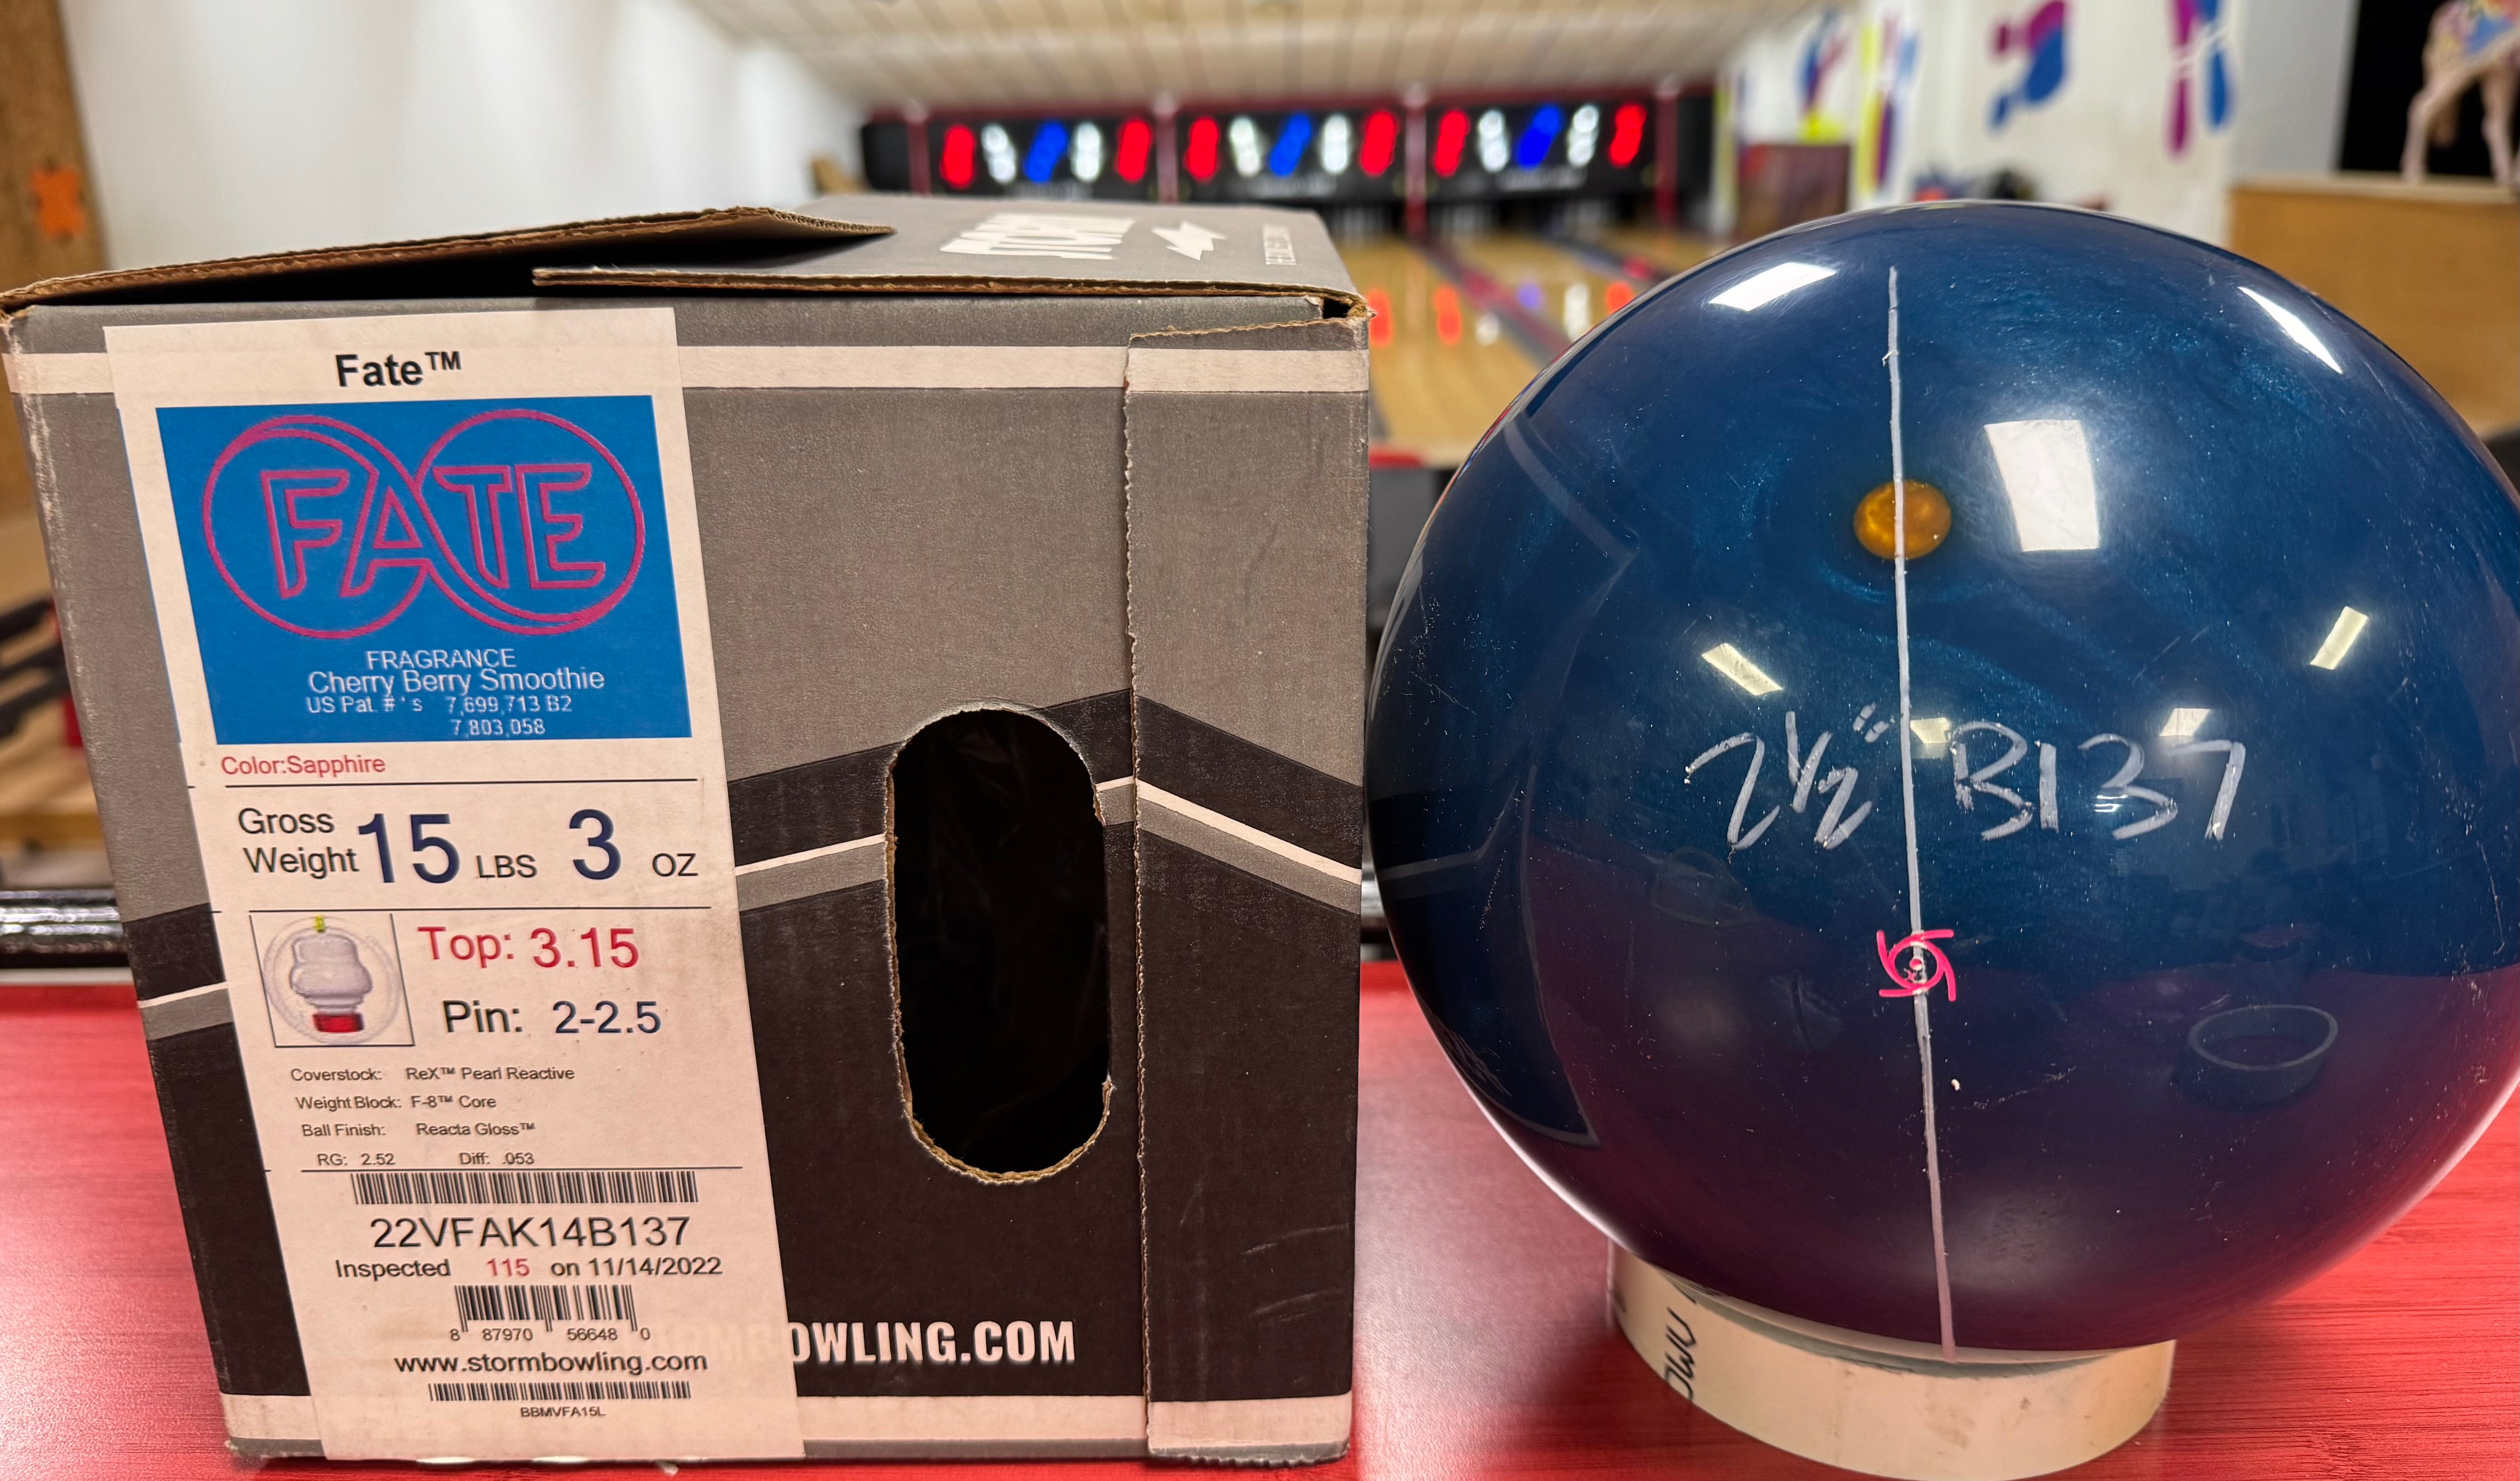 STORM
Fate™
FATE
FRAGRANCE
Cherry Berry Smoothie
US Pat. #'s 7,699,713 B2
7,803,058
Color:Sapphire
Gross Weight 15 LBS 3 OZ
Top: 3.15
Pin: 2-2.5
Coverstock: ReX™ Pearl Reactive
Weight Block: F-8™ Core
Ball Finish: Reacta Gloss™
RG: 2.52 Diff: .053
22VFAK14B137
Inspected 115 on 11/14/2022
8 87970 56648 0
www.stormbowling.com
BBMVFA15L
RMBOWLING.COM
2½" B137